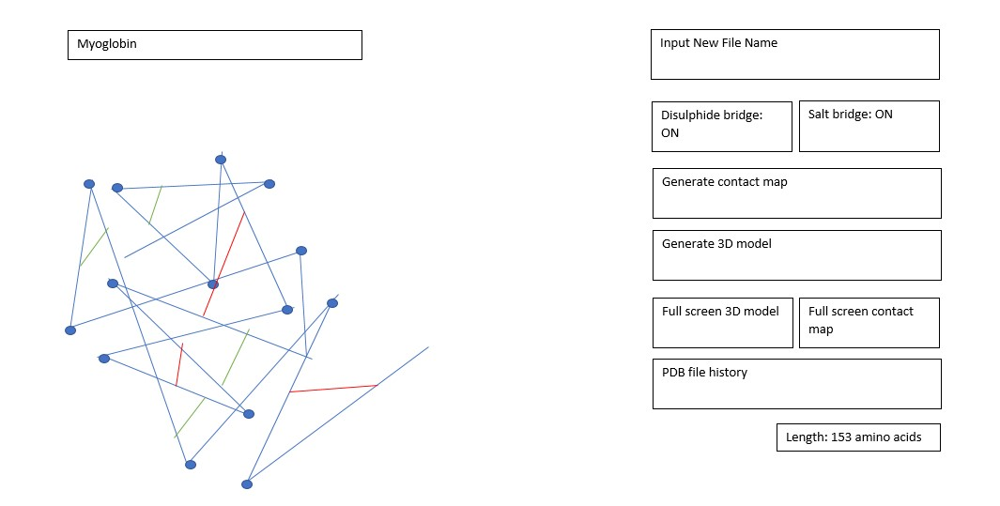 Myoglobin
Input New File Name
Disulphide bridge:
ON
Salt bridge: ON
Generate contact map
Generate 3D model
Full screen 3D model
Full screen contact
map
PDB file history
Length: 153 amino acids